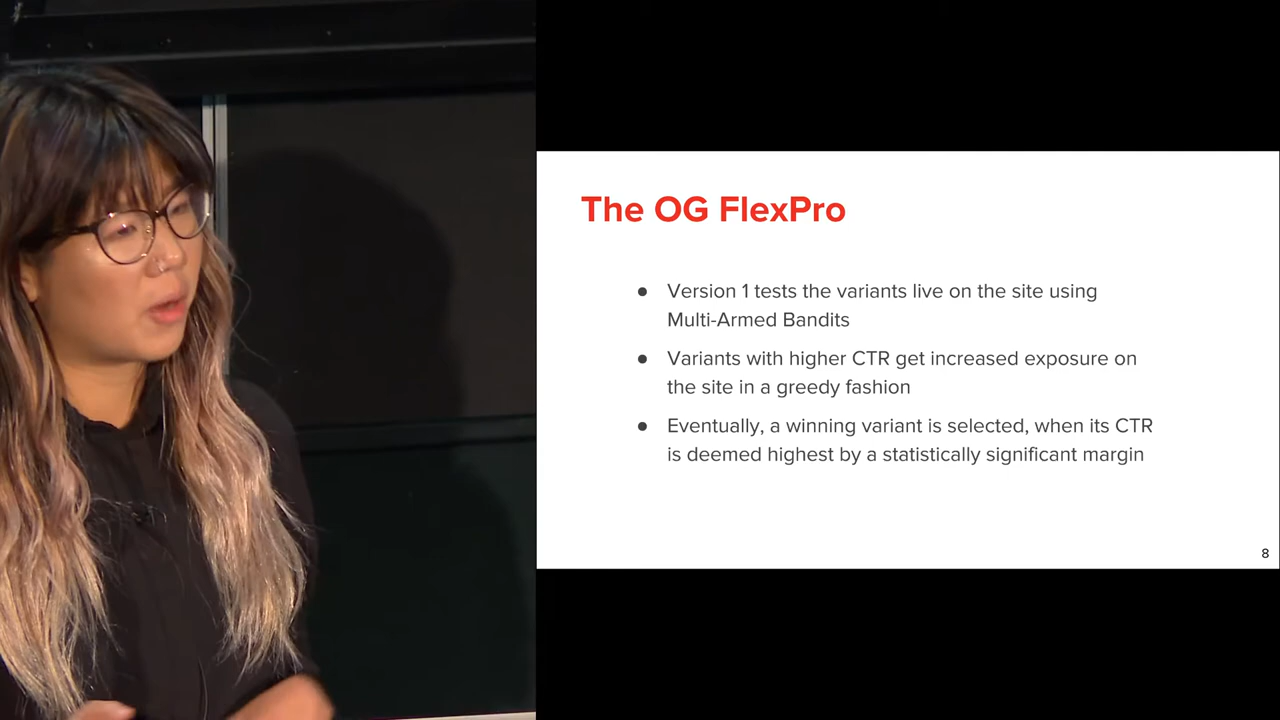 The OG FlexPro
● Version 1 tests the variants live on the site using
Multi-Armed Bandits
● Variants with higher CTR get increased exposure on
the site in a greedy fashion
● Eventually, a winning variant is selected, when its CTR
is deemed highest by a statistically significant margin
8